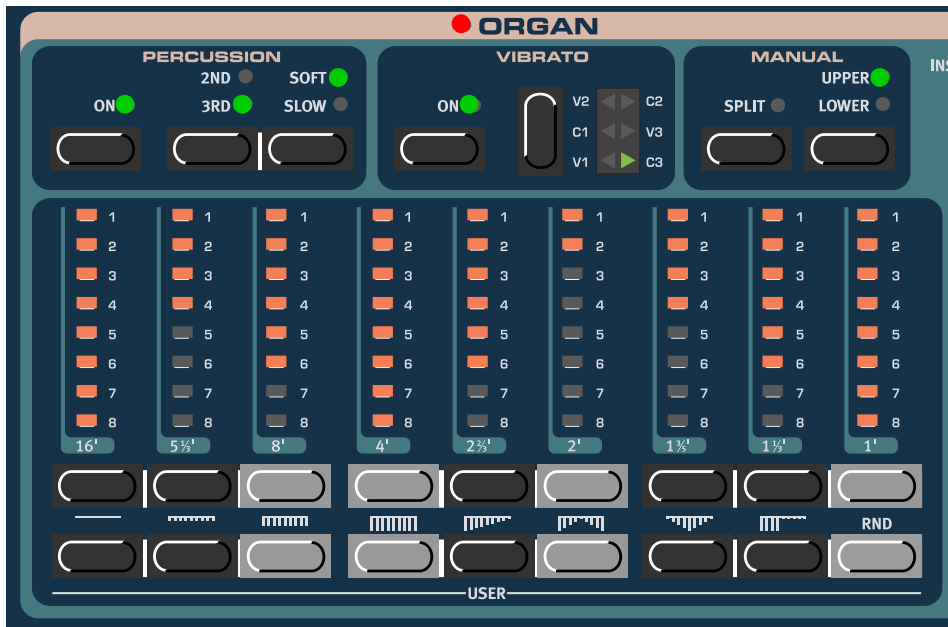 ORGAN
PERCUSSION VIBRATO MANUAL
2ND SOFT V2 C2 UPPER INS
ON 3RD SLOW ON C1 V3 SPLIT LOWER
V1 C3
1 1 1 1 1 1 1 1 1
2 2 2 2 2 2 2 2 2
3 3 3 3 3 3 3 3 3
4 4 4 4 4 4 4 4 4
5 5 5 5 5 5 5 5 5
6 6 6 6 6 6 6 6 6
7 7 7 7 7 7 7 7 7
8 8 8 8 8 8 8 8 8
16' 5⅓' 8' 4' 2⅔' 2' 1⅗' 1⅓' 1'
RND
USER